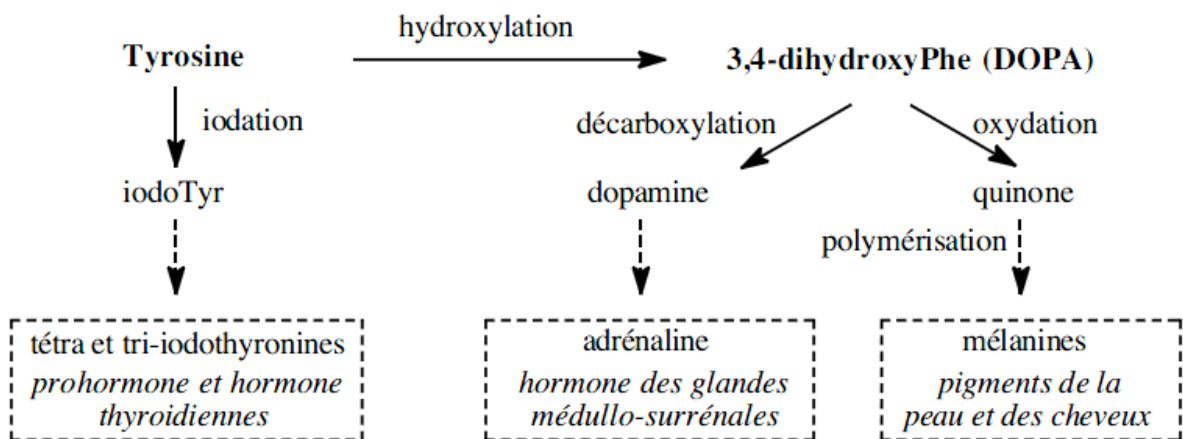 hydroxylation
Tyrosine
3,4-dihydroxyPhe (DOPA)
iodation
décarboxylation
oxydation
iodoTyr
dopamine
quinone
polymérisation
tétra et tri-iodothyronines
prohormone et hormone
thyroidiennes
adrénaline
hormone des glandes
médullo-surrénales
mélanines
pigments de la
peau et des cheveux